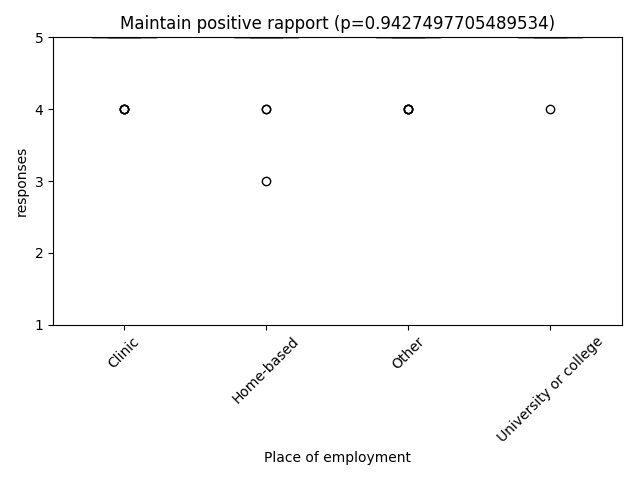 Maintain positive rapport (p=0.9427497705489534)
5
4
3
2
1
responses
Clinic
Home-based
Other
University or college
Place of employment